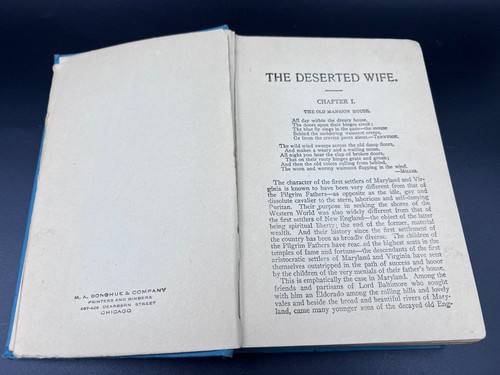 M. A. DONOHUE & COMPANY
PRINTERS AND BINDERS
407-429 DEARBORN STREET
CHICAGO
THE DESERTED WIFE.
CHAPTER I.
THE OLD MANSION HOUSE.
All day within the dreary house,
The doors upon their hinges creak;
The blue fly sings in the pane—the mouse
Behind the mouldering wainscot creeps,
Or from the crevice peers about.—TENNYSON.
The wild wind sweeps across the old damp floors,
And makes a weary and a wailing moan;
All night you hear the clap of broken doors,
That on their rusty hinges grate and groan;
And then the old voices calling from behind,
The worn and wormy wainscot flapping in the wind.
—MILLER.
The character of the first settlers of Maryland and Vir-
ginia is known to have been very different from that of
the Pilgrim Fathers—as opposite as the idle, gay and
dissolute cavalier to the stern, laborious and self-denying
Puritan. Their purpose in seeking the shores of the
Western World was also widely different from that of
the first settlers of New England—the object of the latter
being spiritual liberty; the end of the former, material
wealth. And their history since the first settlement of
the country has been as broadly diverse. The children of
the Pilgrim Fathers have reac.ed the highest seats in the
temples of fame and fortune—the descendants of the first
aristocratic settlers of Maryland and Virginia have seen
themselves outstripped in the path of success and honor
by the children of the very menials of their father's house.
This is emphatically the case in Maryland. Among the
friends and partisans of Lord Baltimore who sought
with him an Eldorado among the rolling hills and lovely
vales and beside the broad and beautiful rivers of Mary-
land, came many younger sons of the decayed old Eng-